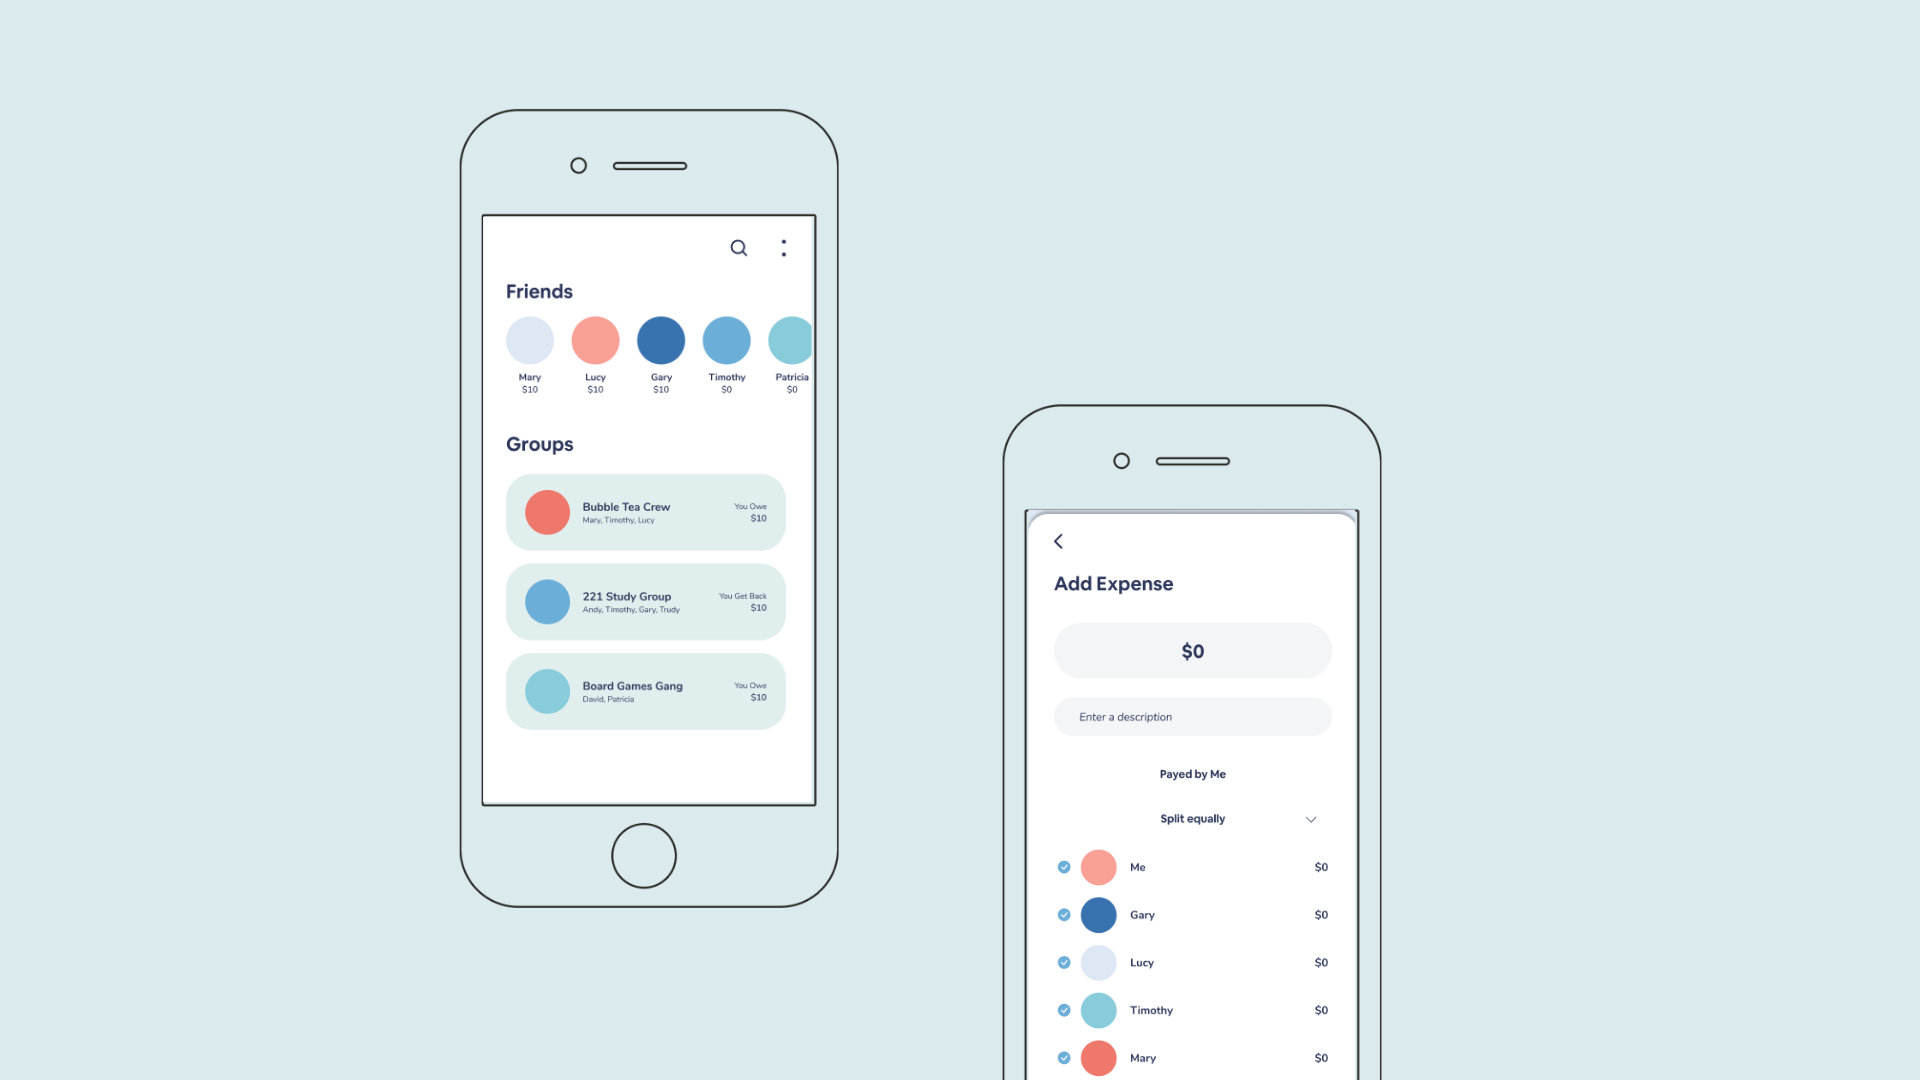 Friends
Mary Lucy Gary Timothy Patricia
$10 $10 $10 $0 $0
Groups
Bubble Tea Crew You Owe
Mary, Timothy, Lucy $10
221 Study Group You Get Back
Andy, Timothy, Gary, Trudy $10
Board Games Gang You Owe
David, Patricia $10
Add Expense
$0
Enter a description
Payed by Me
Split equally
Me $0
Gary $0
Lucy $0
Timothy $0
Mary $0